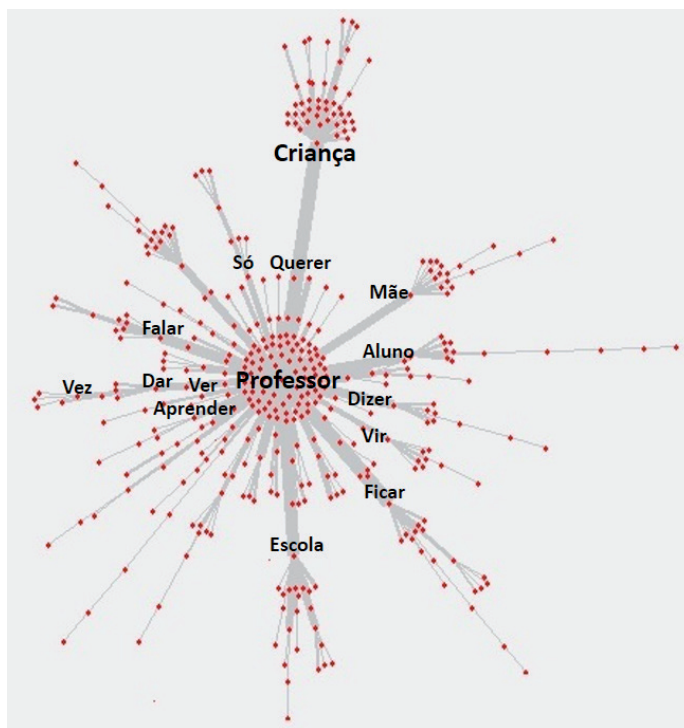 Criança
Só
Querer
Mãe
Falar
Aluno
Vez
Dar
Ver
Professor
Dizer
Aprender
Vir
Ficar
Escola